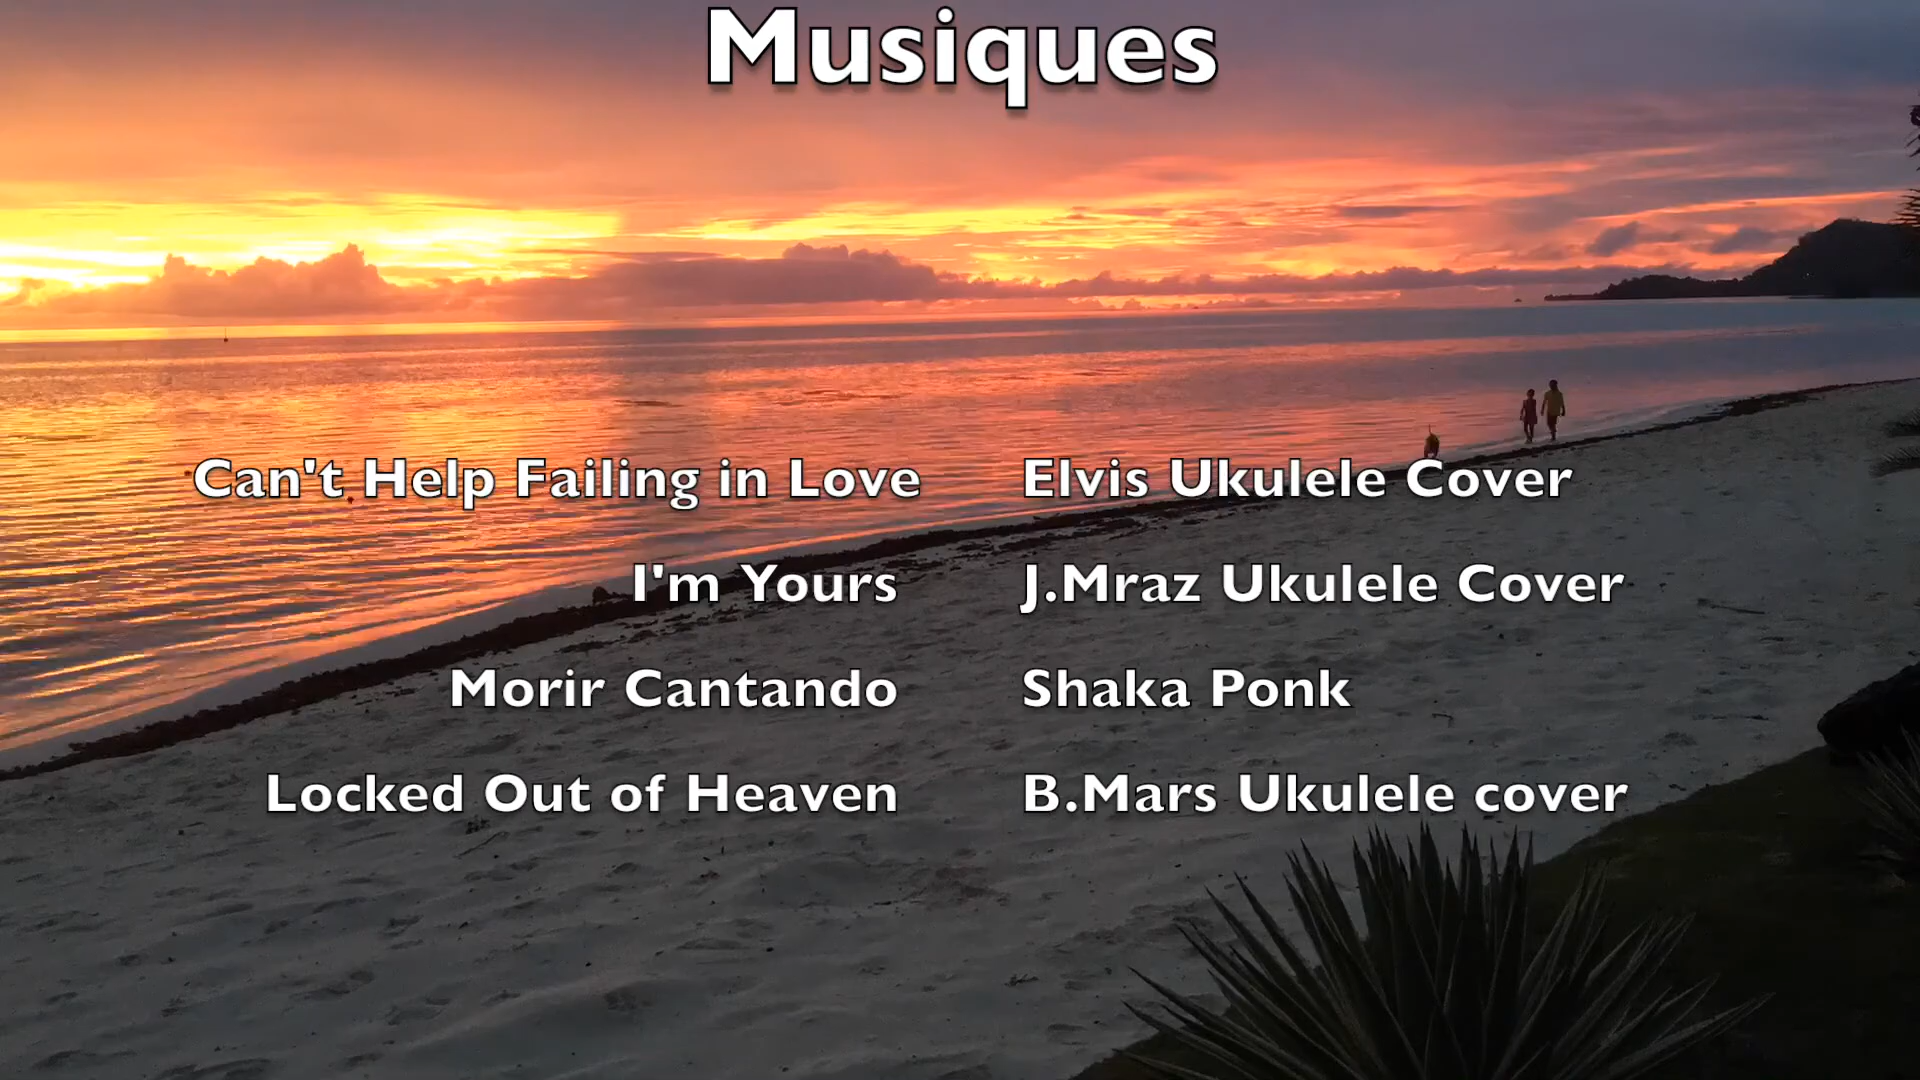 Musiques
Can't Help Failing in Love Elvis Ukulele Cover
I'm Yours J.Mraz Ukulele Cover
Morir Cantando Shaka Ponk
Locked Out of Heaven B.Mars Ukulele cover